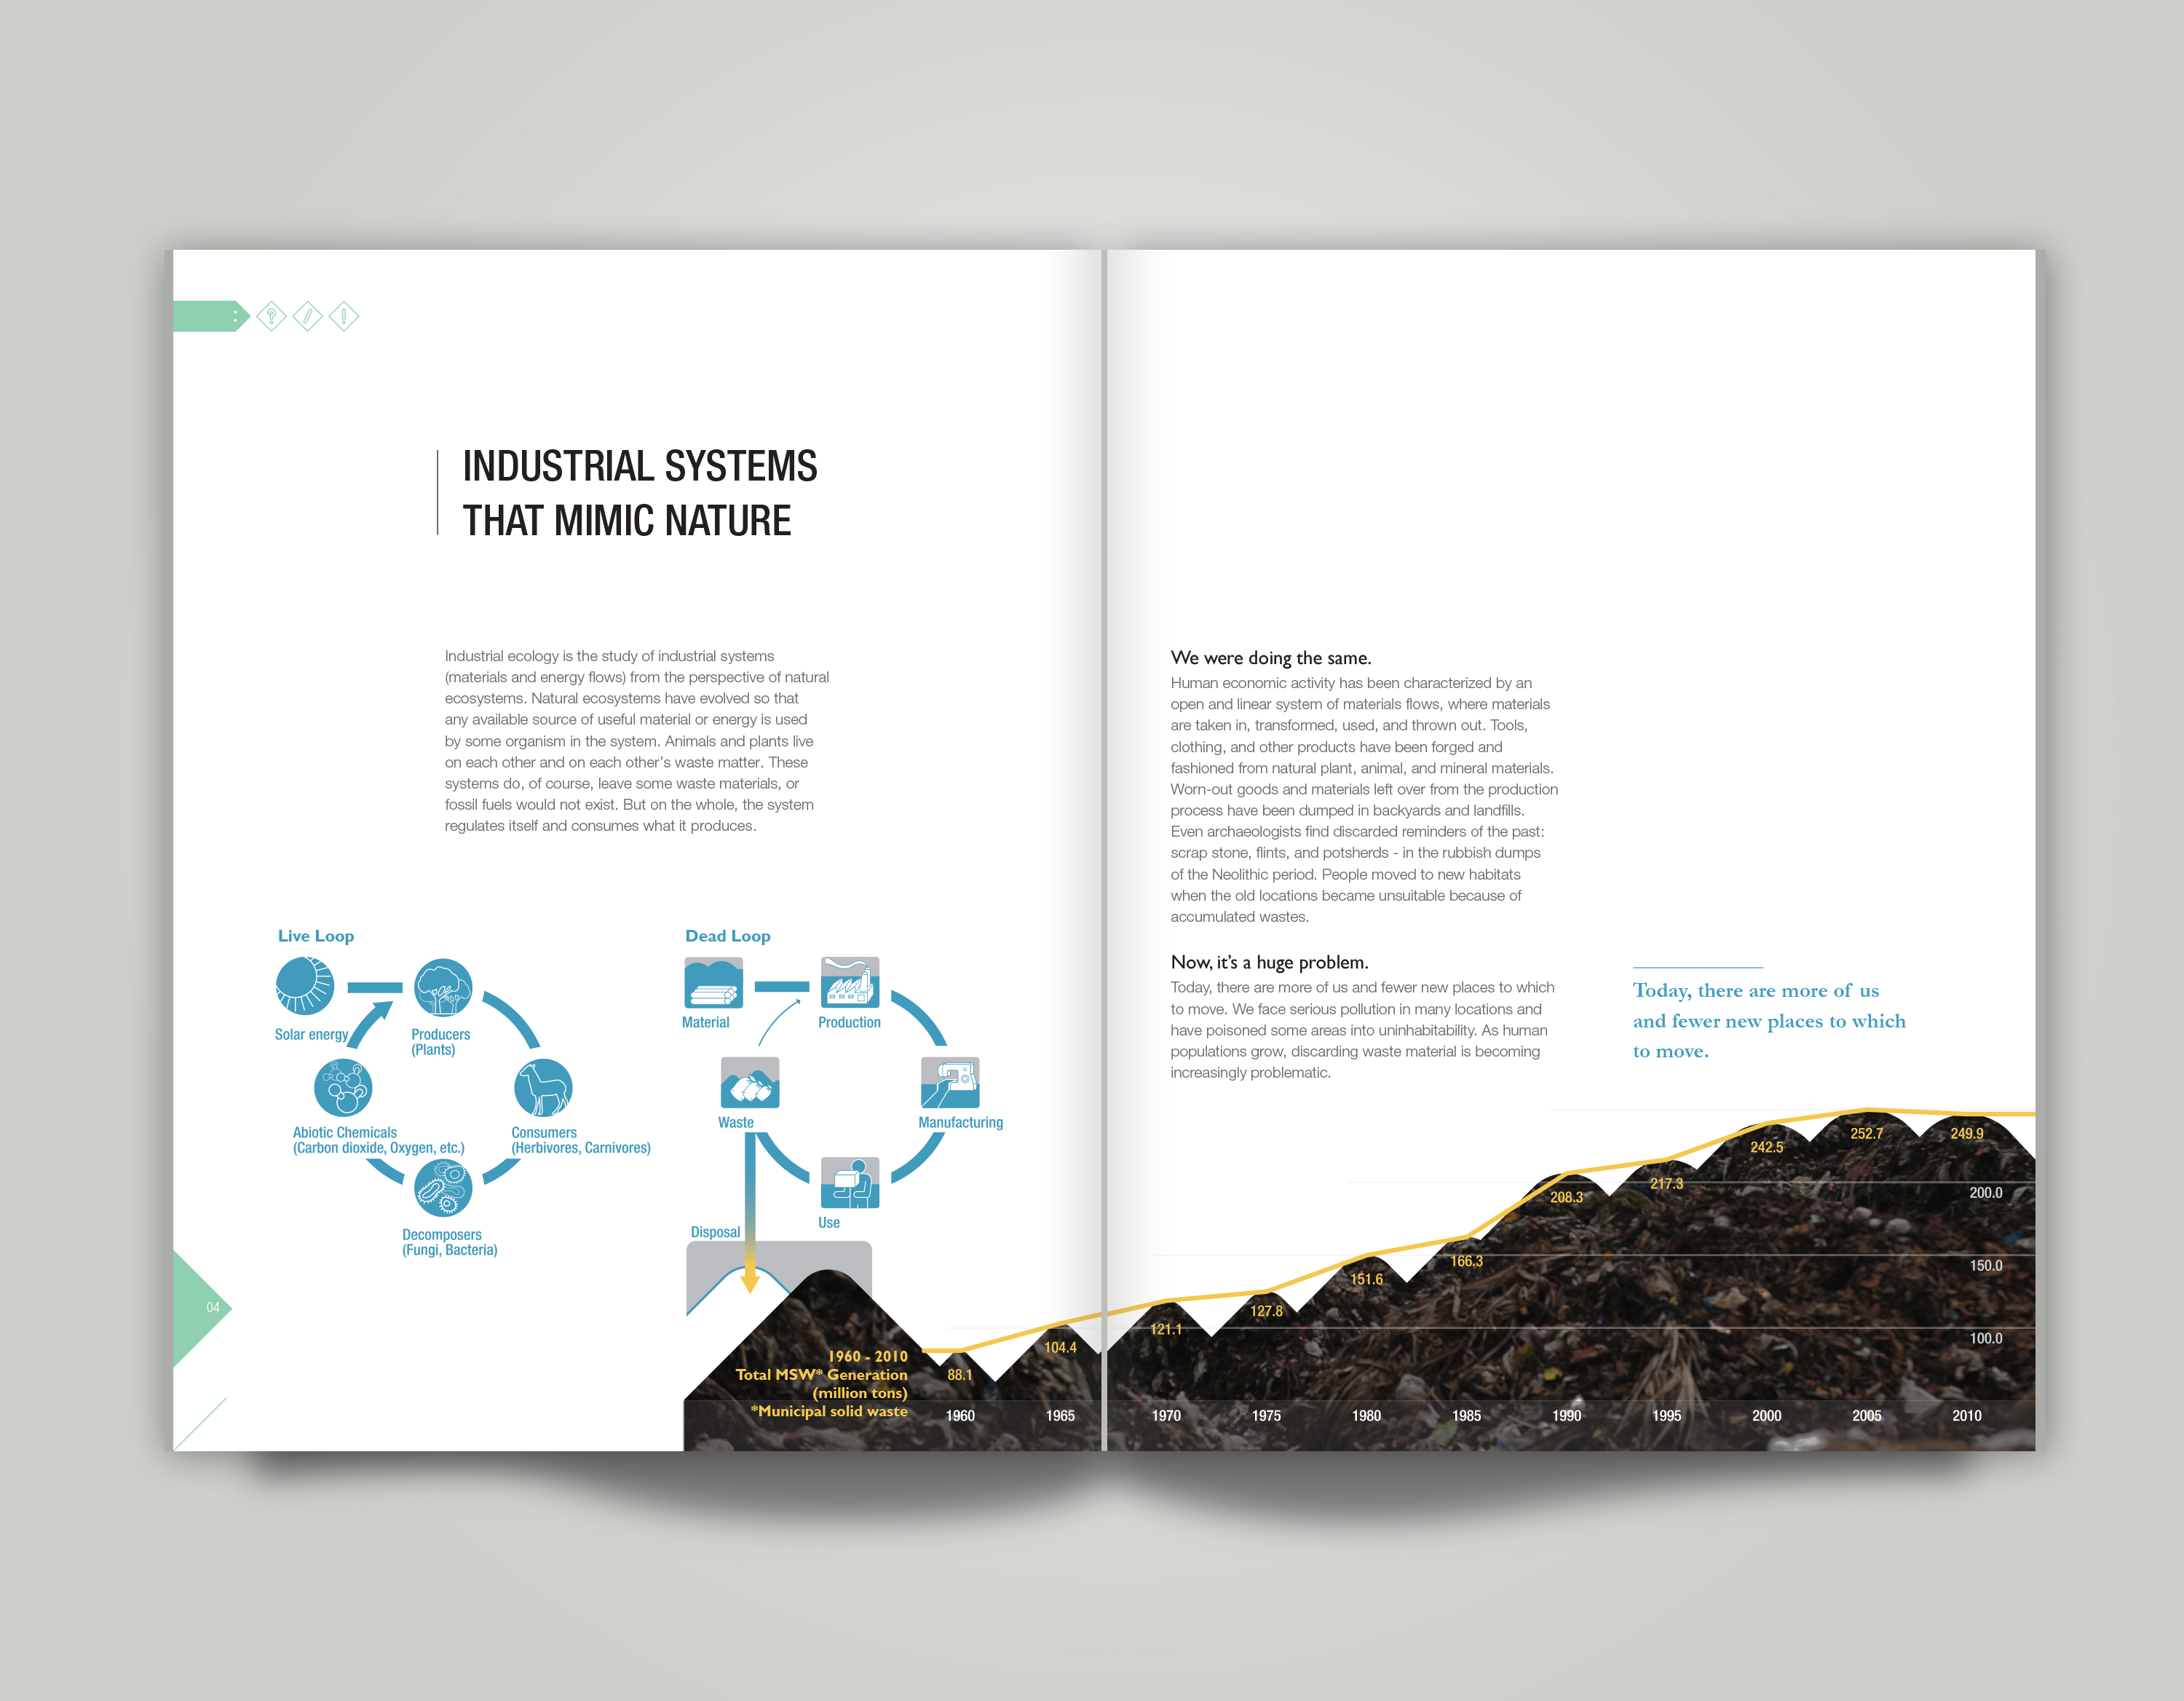 ?
/
!
INDUSTRIAL SYSTEMS
THAT MIMIC NATURE
Industrial ecology is the study of industrial systems
(materials and energy flows) from the perspective of natural
ecosystems. Natural ecosystems have evolved so that
any available source of useful material or energy is used
by some organism in the system. Animals and plants live
on each other and on each other's waste matter. These
systems do, of course, leave some waste materials, or
fossil fuels would not exist. But on the whole, the system
regulates itself and consumes what it produces.
Live Loop
Solar energy
Producers
(Plants)
Abiotic Chemicals
(Carbon dioxide, Oxygen, etc.)
Consumers
(Herbivores, Carnivores)
Decomposers
(Fungi, Bacteria)
Dead Loop
Material
Production
Waste
Manufacturing
Use
Disposal
04
We were doing the same.
Human economic activity has been characterized by an
open and linear system of materials flows, where materials
are taken in, transformed, used, and thrown out. Tools,
clothing, and other products have been forged and
fashioned from natural plant, animal, and mineral materials.
Worn-out goods and materials left over from the production
process have been dumped in backyards and landfills.
Even archaeologists find discarded reminders of the past:
scrap stone, flints, and potsherds - in the rubbish dumps
of the Neolithic period. People moved to new habitats
when the old locations became unsuitable because of
accumulated wastes.
Now, it's a huge problem.
Today, there are more of us and fewer new places to which
to move. We face serious pollution in many locations and
have poisoned some areas into uninhabitability. As human
populations grow, discarding waste material is becoming
increasingly problematic.
Today, there are more of us
and fewer new places to which
to move.
1960 - 2010
Total MSW* Generation
(million tons)
*Municipal solid waste
88.1
104.4
121.1
127.8
151.6
166.3
208.3
217.3
242.5
252.7
249.9
200.0
150.0
100.0
1960
1965
1970
1975
1980
1985
1990
1995
2000
2005
2010